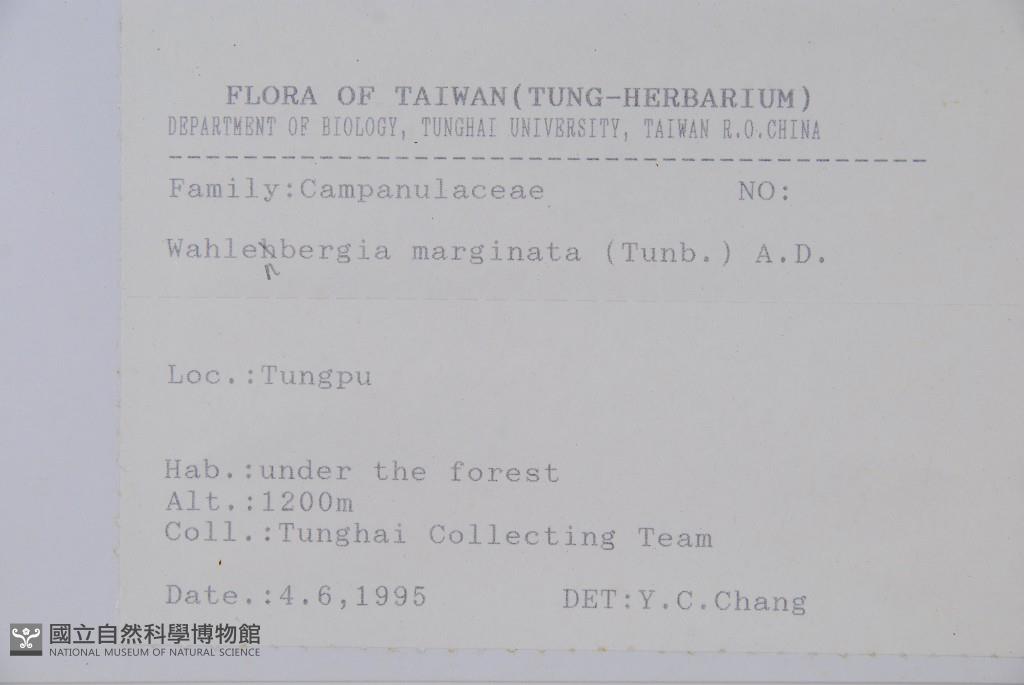 FLORA OF TAIWAN(TUNG-HERBARIUM)
DEPARTMENT OF BIOLOGY, TUNGHAI UNIVERSITY, TAIWAN R.O.CHINA
Family:Campanulaceae NO:
Wahlenbergia marginata (Tunb.) A.D.
Loc.:Tungpu
Hab.:under the forest
Alt.:1200m
Coll.:Tunghai Collecting Team
Date.:4.6,1995 DET:Y.C.Chang
國立自然科學博物館
NATIONAL MUSEUM OF NATURAL SCIENCE